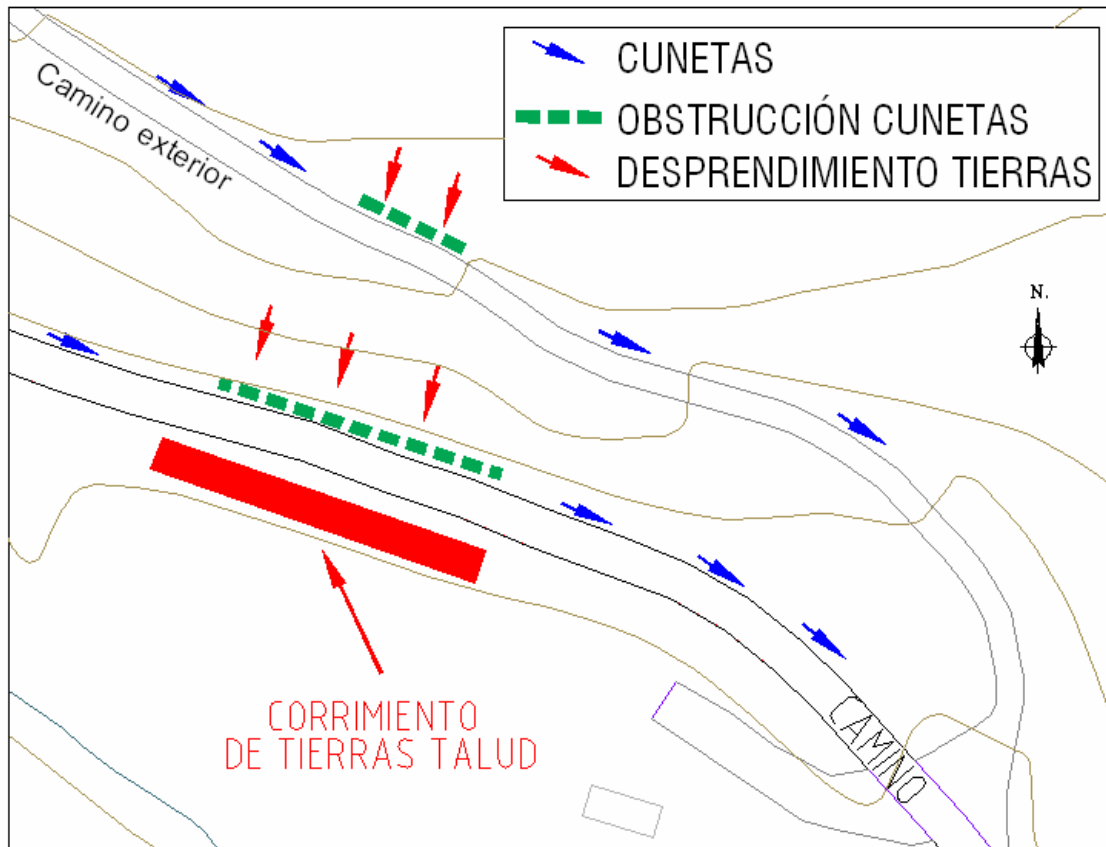 CUNETAS
OBSTRUCCIÓN CUNETAS
DESPRENDIMIENTO TIERRAS
Camino exterior
N.
CORRIMIENTO
DE TIERRAS TALUD
CAMINO